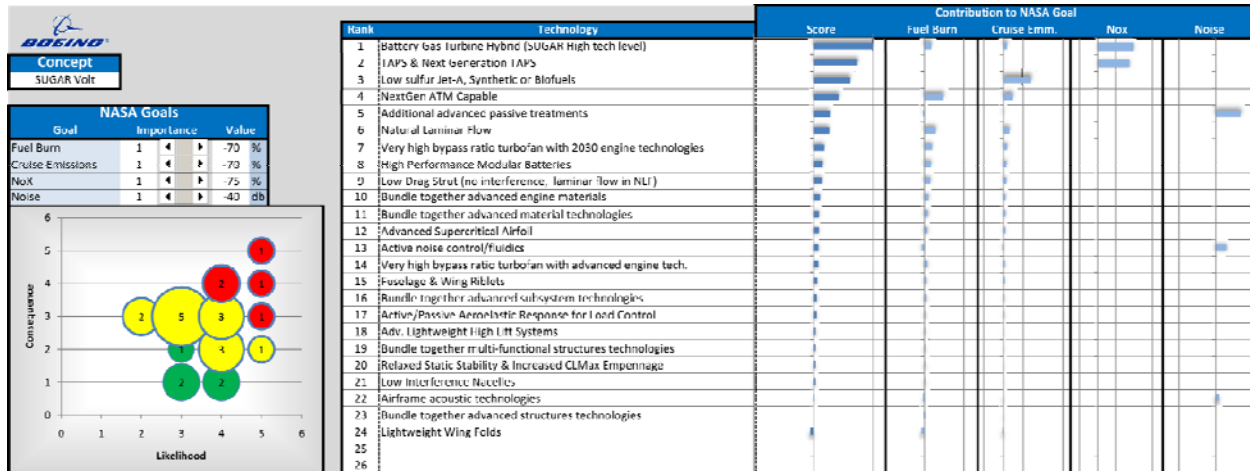 BOEING
Concept
SUGAR Volt
NASA Goals
Goal Importance Value
Fuel Burn 1 -70 %
Cruise Emissions 1 -70 %
NoX 1 -75 %
Noise 1 -40 db
Consequence
6
5
4
3
2
1
0
1
2 1
2 5 3 1
1 3 1
2 2
0 1 2 3 4 5 6
Likelihood
Contribution to NASA Goal
Rank Technology Score Fuel Burn Cruise Emm. Nox Noise
1 Battery Gas Turbine Hybrid (SUGAR High tech level)
2 TAPS & Next Generation TAPS
3 Low sulfur Jet-A, Synthetic or Biofuels
4 NextGen ATM Capable
5 Additional advanced passive treatments
6 Natural Laminar Flow
7 Very high bypass ratio turbofan with 2030 engine technologies
8 High Performance Modular Batteries
9 Low Drag Strut (no interference, laminar flow in NLF)
10 Bundle together advanced engine materials
11 Bundle together advanced material technologies
12 Advanced Supercritical Airfoil
13 Active noise control/fluidics
14 Very high bypass ratio turbofan with advanced engine tech.
15 Fuselage & Wing Riblets
16 Bundle together advanced subsystem technologies
17 Active/Passive Aeroelastic Response for Load Control
18 Adv. Lightweight High Lift Systems
19 Bundle together multi-functional structures technologies
20 Relaxed Static Stability & Increased CLMax Empennage
21 Low Interference Nacelles
22 Airframe acoustic technologies
23 Bundle together advanced structures technologies
24 Lightweight Wing Folds
25
26